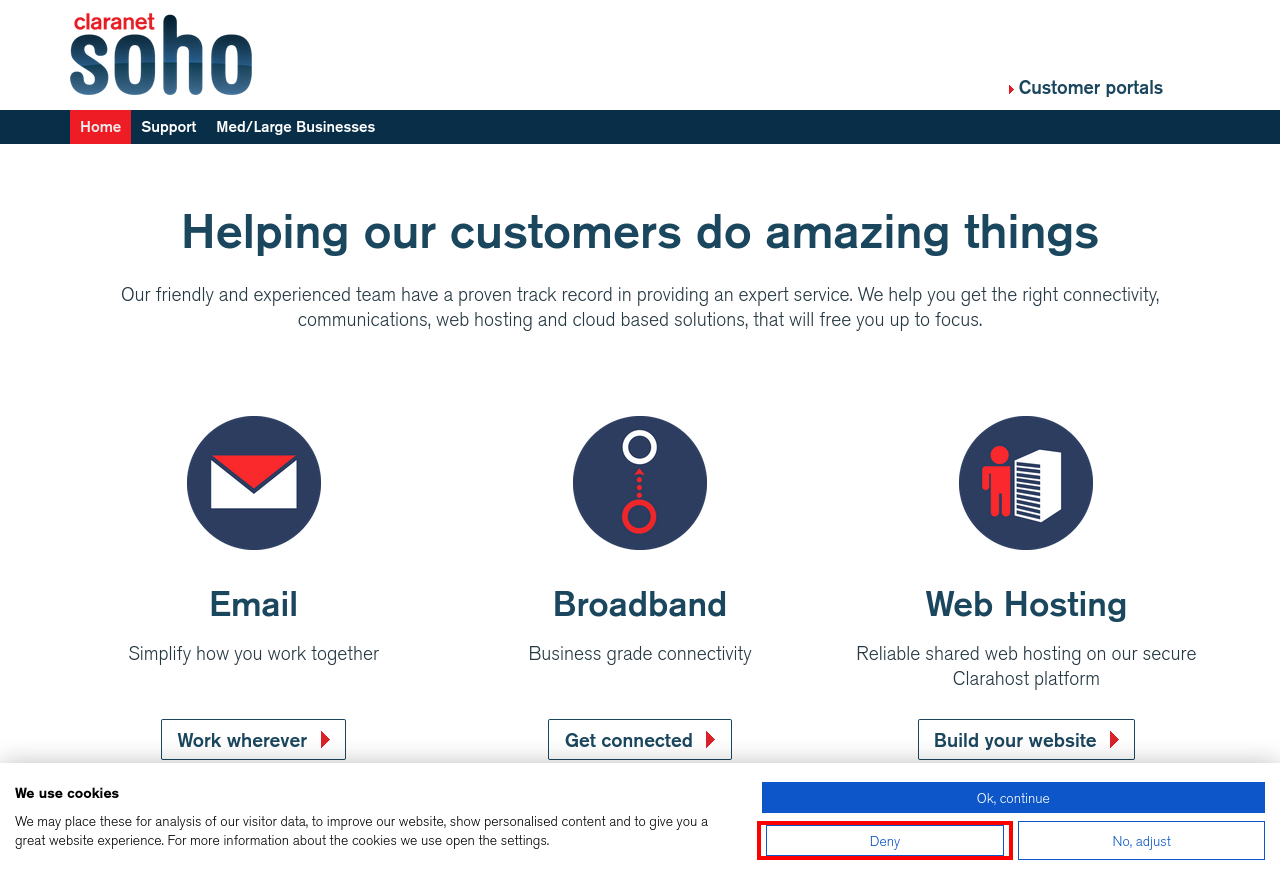 claranet
soho
Customer portals
Home Support Med/Large Businesses
Helping our customers do amazing things
Our friendly and experienced team have a proven track record in providing an expert service. We help you get the right connectivity,
communications, web hosting and cloud based solutions, that will free you up to focus.
Email
Simplify how you work together
Work wherever
Broadband
Business grade connectivity
Get connected
Web Hosting
Reliable shared web hosting on our secure
Clarahost platform
Build your website
We use cookies
We may place these for analysis of our visitor data, to improve our website, show personalised content and to give you a
great website experience. For more information about the cookies we use open the settings.
Ok, continue
Deny
No, adjust